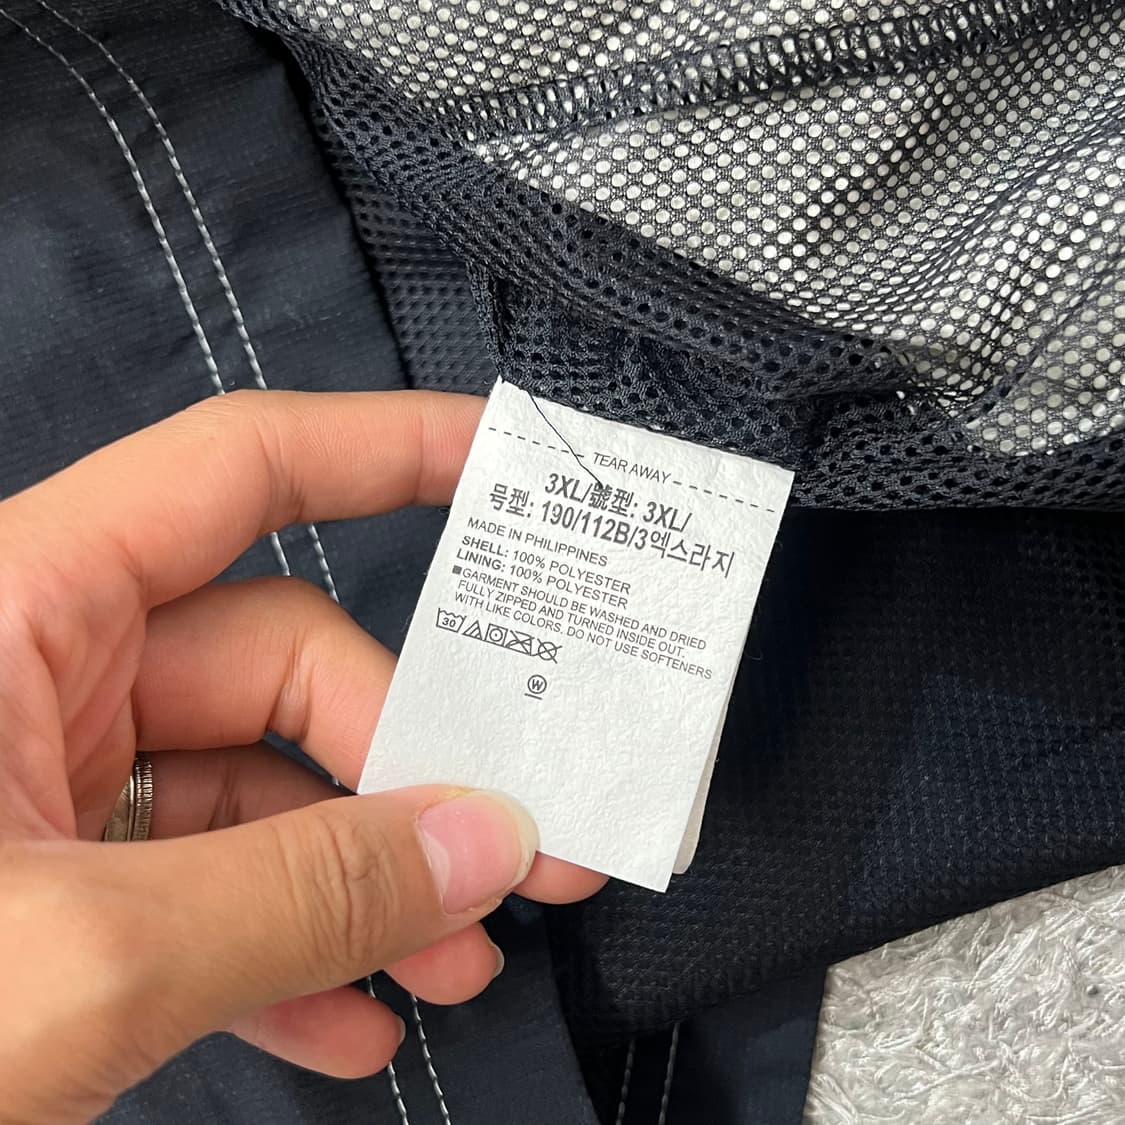 TEAR AWAY
3XL/號型: 3XL/
号型: 190/112B/3엑스라지
MADE IN PHILIPPINES
SHELL: 100% POLYESTER
LINING: 100% POLYESTER
■GARMENT SHOULD BE WASHED AND DRIED
FULLY ZIPPED AND TURNED INSIDE OUT.
WITH LIKE COLORS. DO NOT USE SOFTENERS
30
W